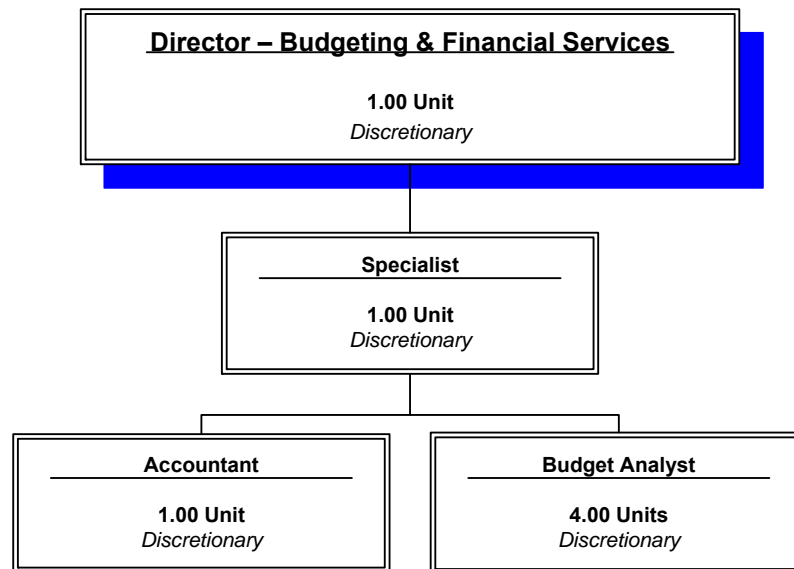 Director – Budgeting & Financial Services
1.00 Unit
Discretionary
Specialist
1.00 Unit
Discretionary
Accountant
1.00 Unit
Discretionary
Budget Analyst
4.00 Units
Discretionary